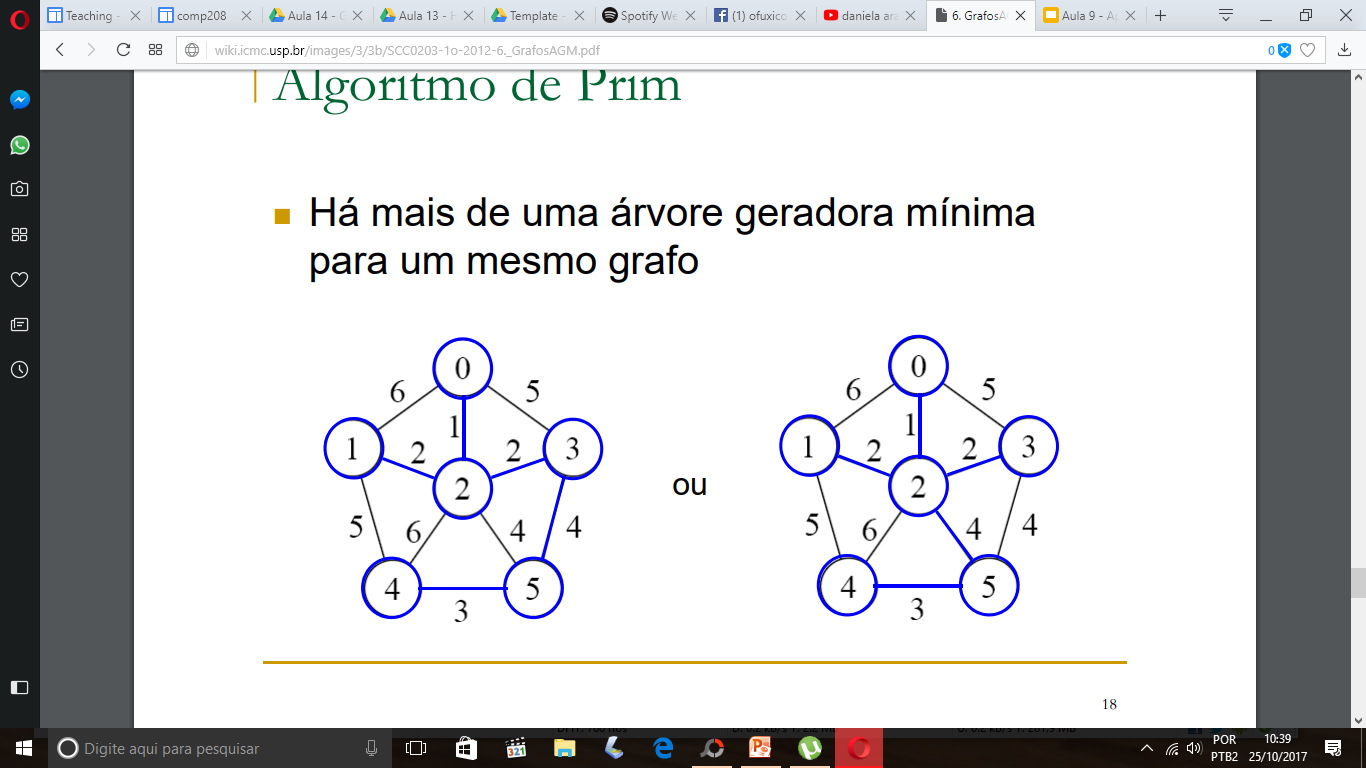 Teaching -
comp208
Aula 14 - G
Aula 13 - H
Template -
Spotify We
(1) ofuxico
daniela ara
6. GrafosA
Aula 9 - A
wiki.icmc.usp.br/images/3/3b/SCC0203-1o-2012-6._GrafosAGM.pdf
0
Algoritmo de Prim
Há mais de uma árvore geradora mínima
para um mesmo grafo
0
6 5
1 1 3
2 2
2
5 6 4 4
4 5
3
ou
0
6 5
1 1 3
2 2
2
5 6 4 4
4 5
3
18
Digite aqui para pesquisar
321
POR
PTB2
10:39
25/10/2017